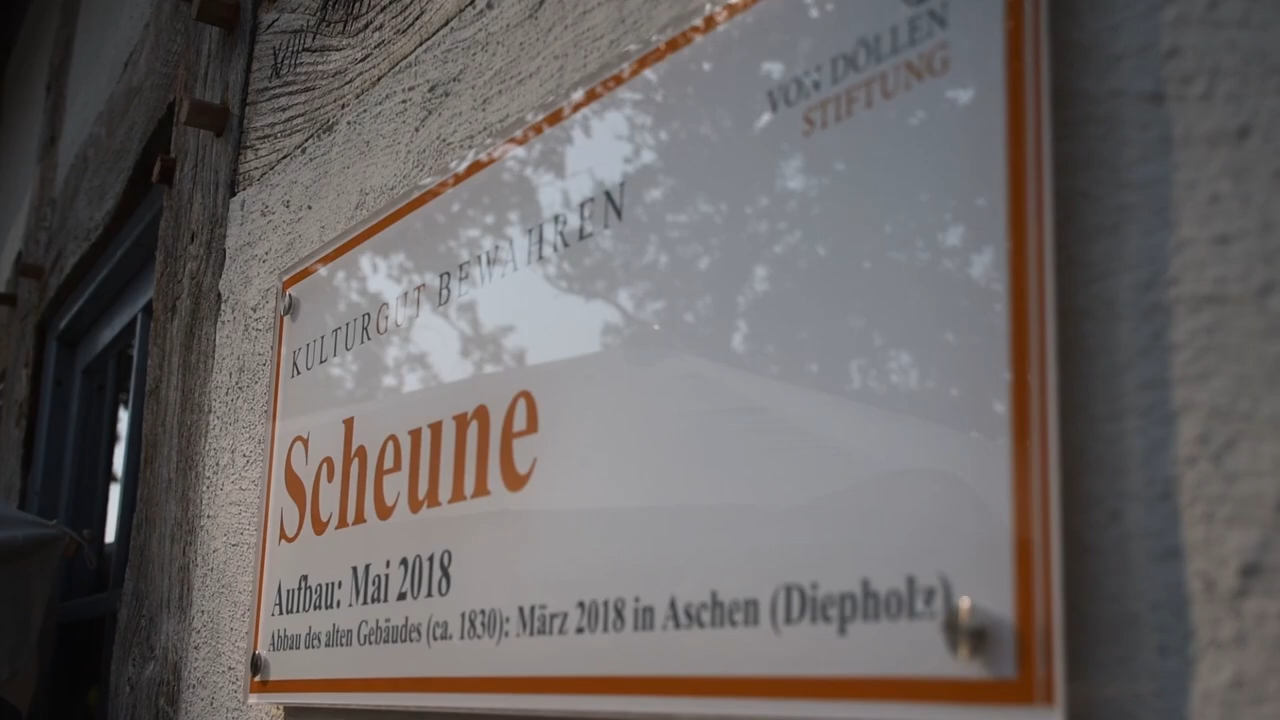 XIII
VON DÖLLEN
STIFTUNG
KULTURGUT BEWAHREN
Scheune
Aufbau: Mai 2018
Abbau des alten Gebäudes (ca. 1830): März 2018 in Aschen (Diepholz)